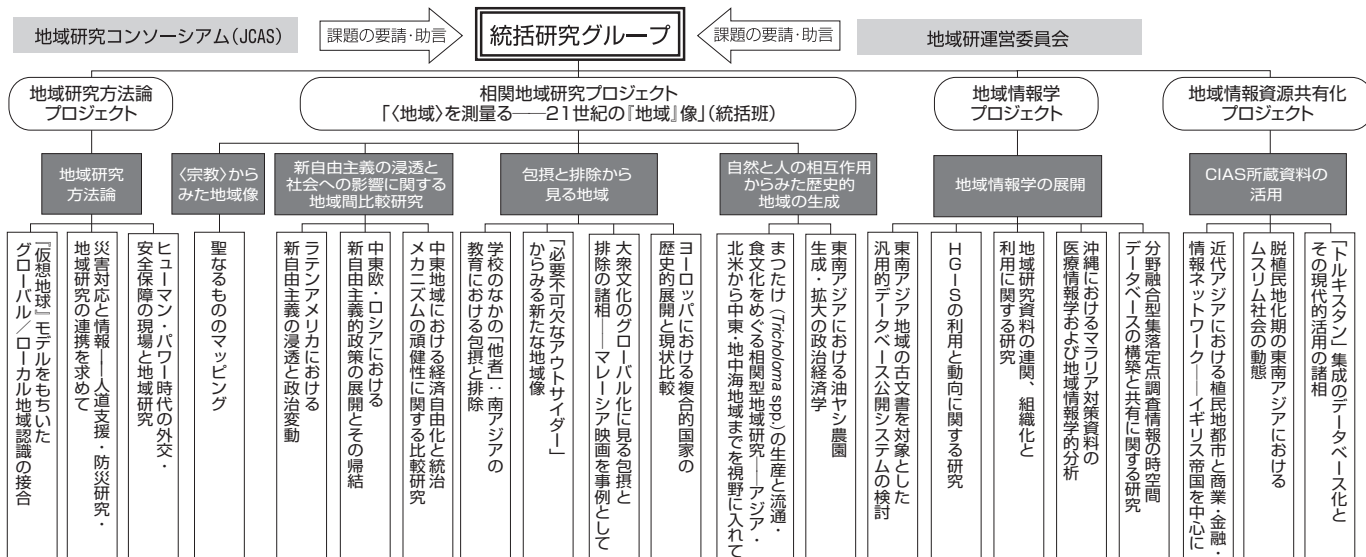 地域研究コンソーシアム(JCAS)
課題の要請・助言
統括研究グループ
課題の要請・助言
地域研運営委員会
地域研究方法論
プロジェクト
相関地域研究プロジェクト
「〈地域〉を測量る――21世紀の『地域』像」(統括班)
地域情報学
プロジェクト
地域情報資源共有化
プロジェクト
地域研究
方法論
〈宗教〉から
みた地域像
新自由主義の浸透と
社会への影響に関する
地域間比較研究
包摂と排除から
見る地域
自然と人の相互作用
からみた歴史的
地域の生成
地域情報学の展開
CIAS所蔵資料の
活用
『仮想地球』モデルをもちいた
グローバル/ローカル地域認識の接合
災害対応と情報――人道支援・防災研究・
地域研究の連携を求めて
ヒューマン・パワー時代の外交・
安全保障の現場と地域研究
聖なるもののマッピング
ラテンアメリカにおける
新自由主義の浸透と政治変動
中東欧・ロシアにおける
新自由主義的政策の展開とその帰結
中東地域における経済自由化と統治
メカニズムの頑健性に関する比較研究
学校のなかの「他者」:南アジアの
教育における包摂と排除
「必要不可欠なアウトサイダー」
からみる新たな地域像
大衆文化のグローバル化に見る包摂と
排除の諸相――マレーシア映画を事例として
ヨーロッパにおける複合的国家の
歴史的展開と現状比較
まつたけ(Tricholoma spp.)の生産と流通・
食文化をめぐる相関型地域研究――アジア・
北米から中東・地中海地域までを視野に入れて
東南アジアにおける油ヤシ農園
生成・拡大の政治経済学
東南アジア地域の古文書を対象とした
汎用的データベース公開システムの検討
HGISの利用と動向に関する研究
地域研究資料の連関、組織化と
利用に関する研究
沖縄におけるマラリア対策資料の
医療情報学および地域情報学的分析
分野融合型集落定点調査情報の時空間
データベースの構築と共有に関する研究
近代アジアにおける植民地都市と商業・金融・
情報ネットワーク――イギリス帝国を中心に
脱植民地化期の東南アジアにおける
ムスリム社会の動態
「トルキスタン」集成のデータベース化と
その現代的活用の諸相